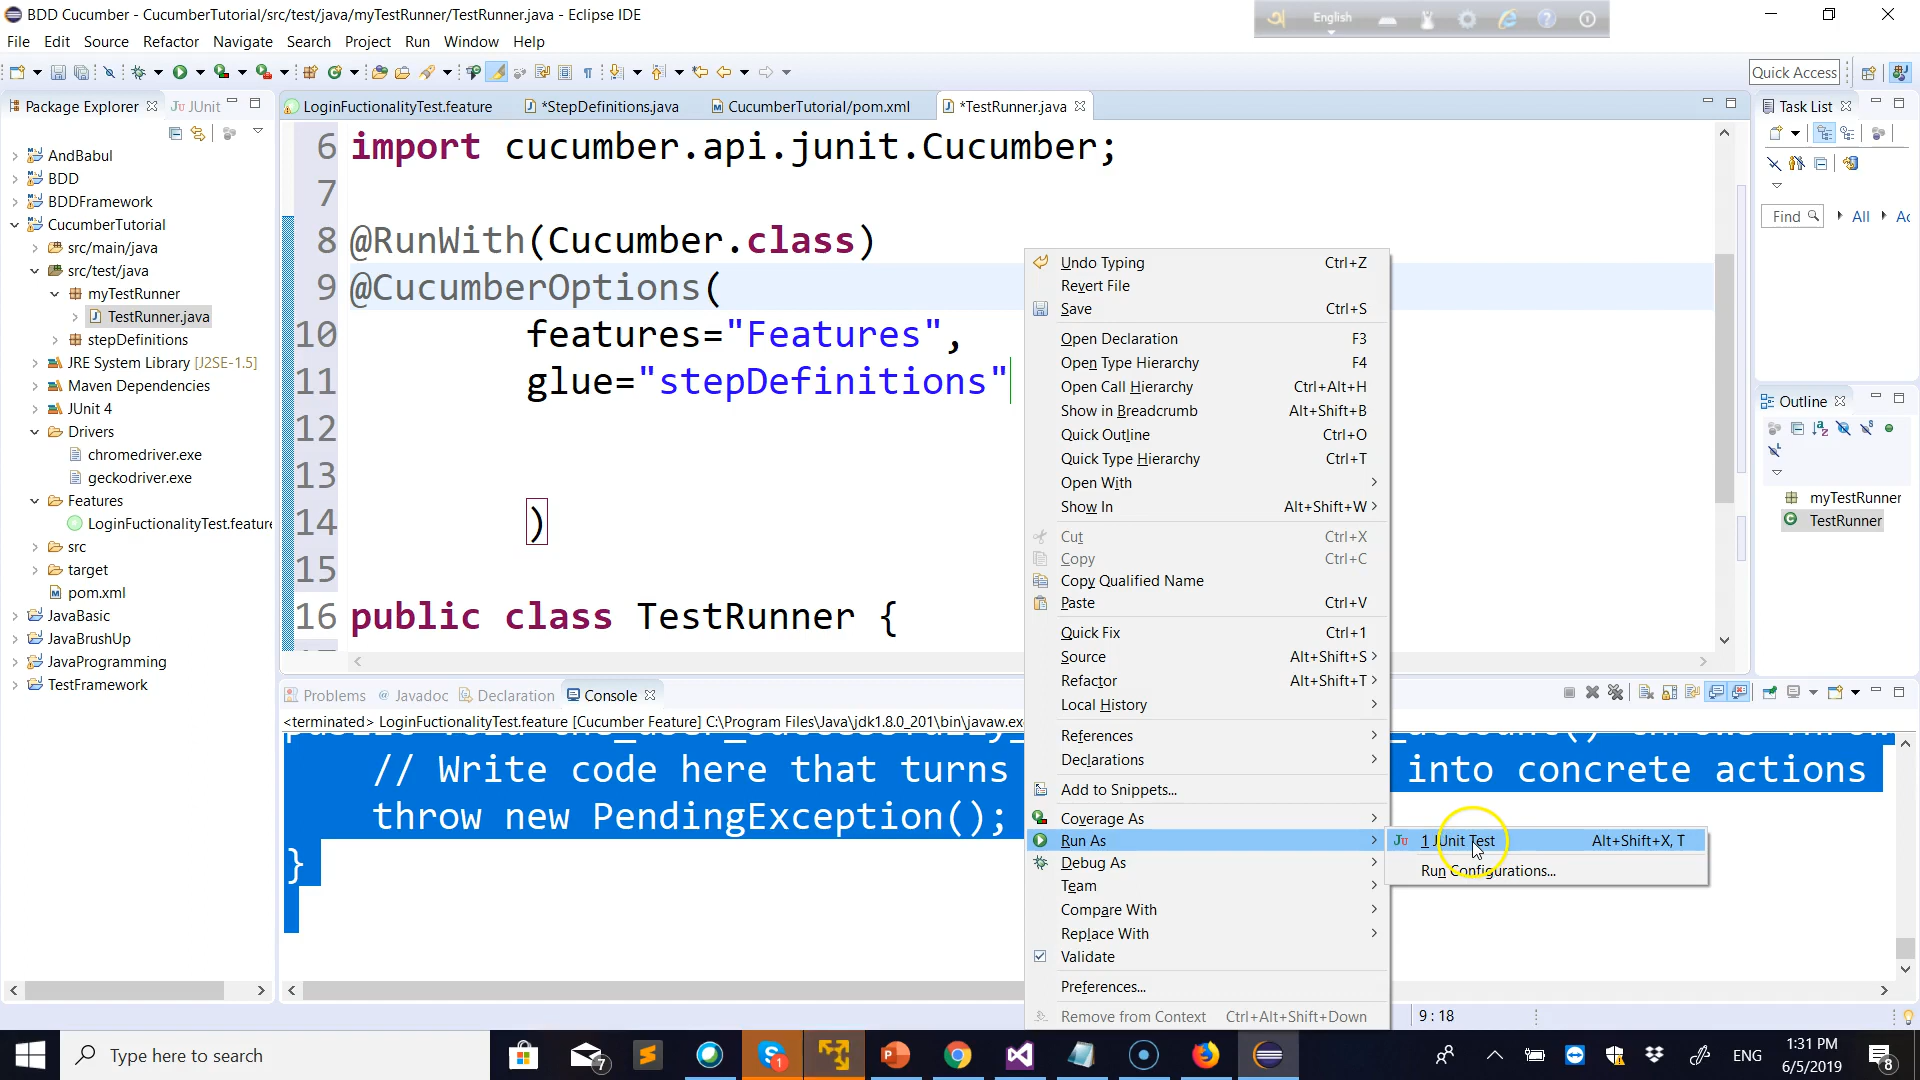 BDD Cucumber - CucumberTutorial/src/test/java/myTestRunner/TestRunner.java - Eclipse IDE
English
File Edit Source Refactor Navigate Search Project Run Window Help
Quick Access
Package Explorer
JUnit
LoginFuctionalityTest.feature
*StepDefinitions.java
CucumberTutorial/pom.xml
*TestRunner.java
Task List
AndBabul
BDD
BDDFramework
CucumberTutorial
src/main/java
src/test/java
myTestRunner
TestRunner.java
stepDefinitions
JRE System Library [J2SE-1.5]
Maven Dependencies
JUnit 4
Drivers
chromedriver.exe
geckodriver.exe
Features
LoginFuctionalityTest.feature
src
target
pom.xml
JavaBasic
JavaBrushUp
JavaProgramming
TestFramework
6 import cucumber.api.junit.Cucumber;
7
8 @RunWith(Cucumber.class)
9 @CucumberOptions(
10 features="Features",
11 glue="stepDefinitions"
12
13
14 )
15
16 public class TestRunner {
Undo Typing Ctrl+Z
Revert File
Save Ctrl+S
Open Declaration F3
Open Type Hierarchy F4
Open Call Hierarchy Ctrl+Alt+H
Show in Breadcrumb Alt+Shift+B
Quick Outline Ctrl+O
Quick Type Hierarchy Ctrl+T
Open With
Show In Alt+Shift+W
Cut Ctrl+X
Copy Ctrl+C
Copy Qualified Name
Paste Ctrl+V
Quick Fix Ctrl+1
Source Alt+Shift+S
Refactor Alt+Shift+T
Local History
References
Declarations
Add to Snippets...
Coverage As
Run As
Debug As
Team
Compare With
Replace With
Validate
Preferences...
Remove from Context Ctrl+Alt+Shift+Down
1 JUnit Test Alt+Shift+X, T
Run Configurations...
Find
All
Ac
Outline
myTestRunner
TestRunner
Problems
Javadoc
Declaration
Console
<terminated> LoginFuctionalityTest.feature [Cucumber Feature] C:\Program Files\Java\jdk1.8.0_201\bin\javaw.exe
// Write code here that turns into concrete actions
throw new PendingException();
}
9 : 18
Type here to search
7
1
ENG
1:31 PM
6/5/2019
8